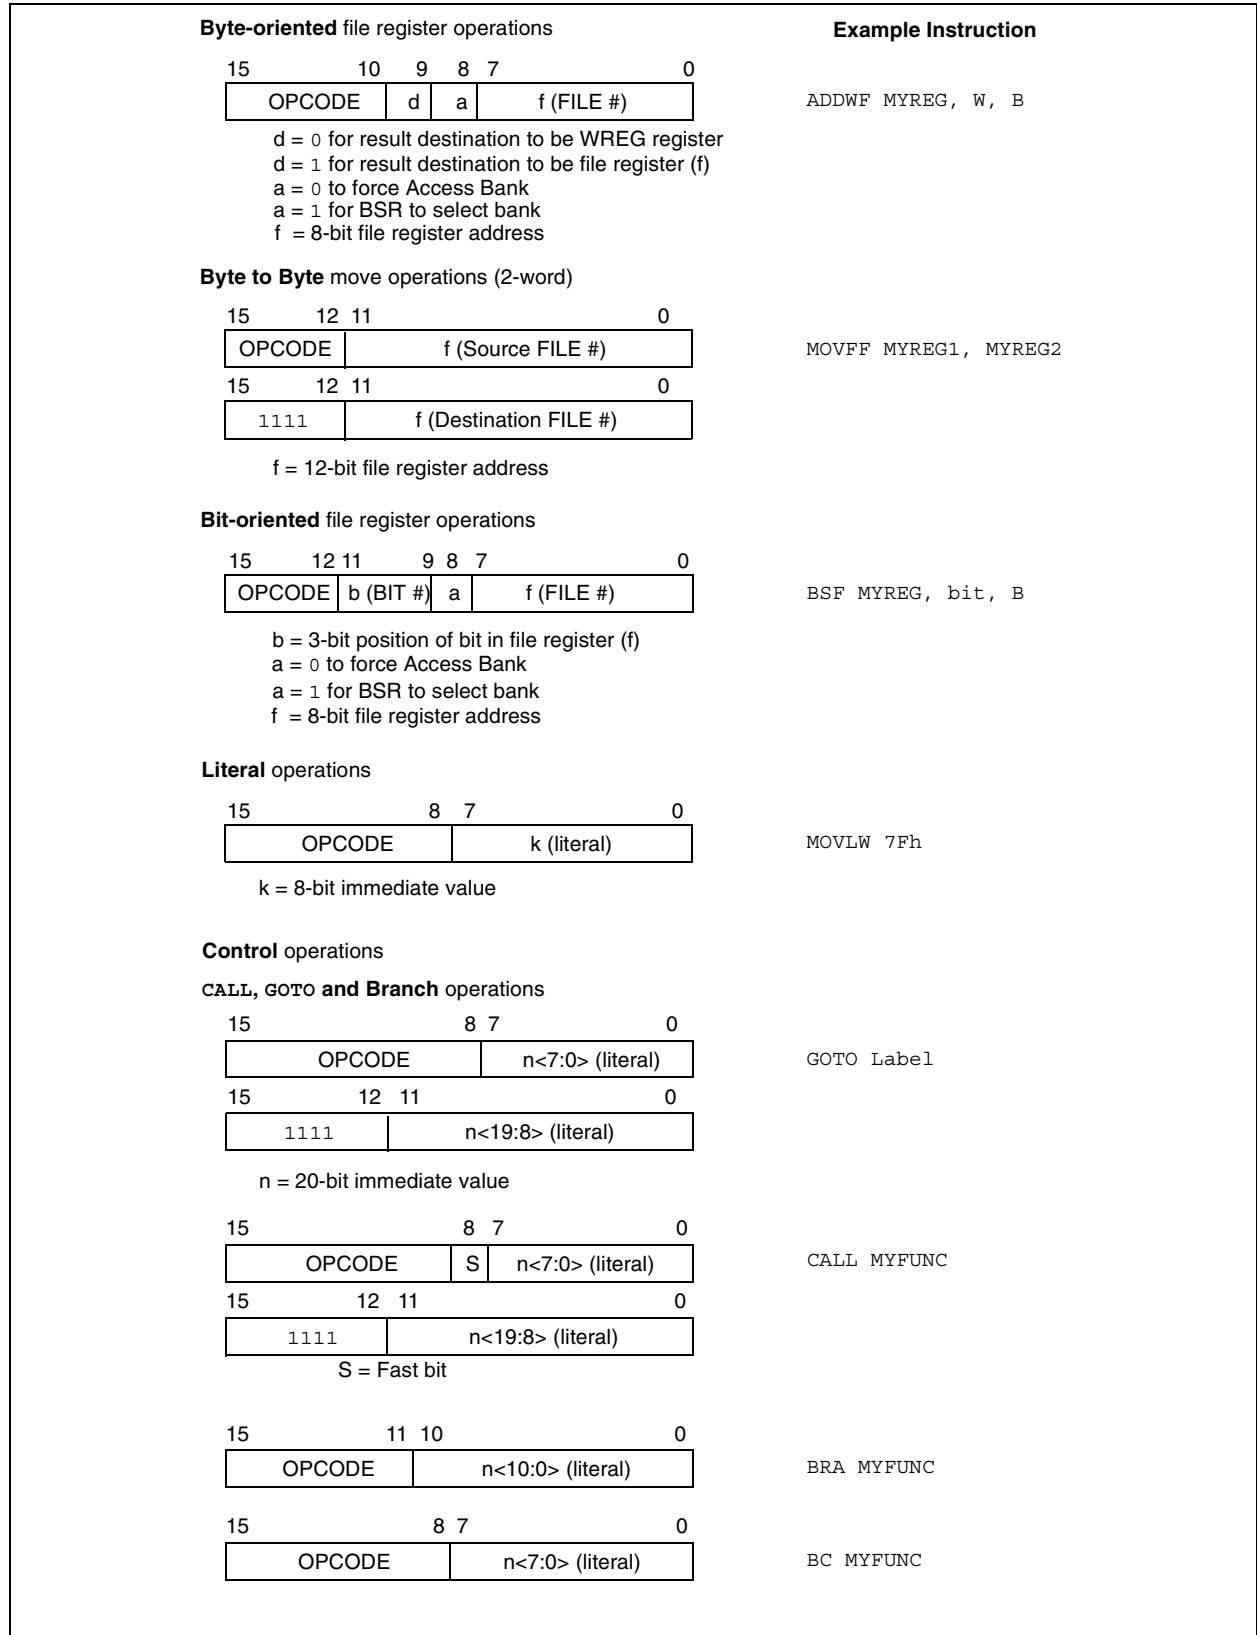 Byte-oriented file register operations
Example Instruction
15 10 9 8 7 0
OPCODE d a f (FILE #)
ADDWF MYREG, W, B
d = 0 for result destination to be WREG register
d = 1 for result destination to be file register (f)
a = 0 to force Access Bank
a = 1 for BSR to select bank
f = 8-bit file register address
Byte to Byte move operations (2-word)
15 12 11 0
OPCODE f (Source FILE #)
MOVFF MYREG1, MYREG2
15 12 11 0
1111 f (Destination FILE #)
f = 12-bit file register address
Bit-oriented file register operations
15 12 11 9 8 7 0
OPCODE b (BIT #) a f (FILE #)
BSF MYREG, bit, B
b = 3-bit position of bit in file register (f)
a = 0 to force Access Bank
a = 1 for BSR to select bank
f = 8-bit file register address
Literal operations
15 8 7 0
OPCODE k (literal)
MOVLW 7Fh
k = 8-bit immediate value
Control operations
CALL, GOTO and Branch operations
15 8 7 0
OPCODE n<7:0> (literal)
GOTO Label
15 12 11 0
1111 n<19:8> (literal)
n = 20-bit immediate value
15 8 7 0
OPCODE S n<7:0> (literal)
CALL MYFUNC
15 12 11 0
1111 n<19:8> (literal)
S = Fast bit
15 11 10 0
OPCODE n<10:0> (literal)
BRA MYFUNC
15 8 7 0
OPCODE n<7:0> (literal)
BC MYFUNC